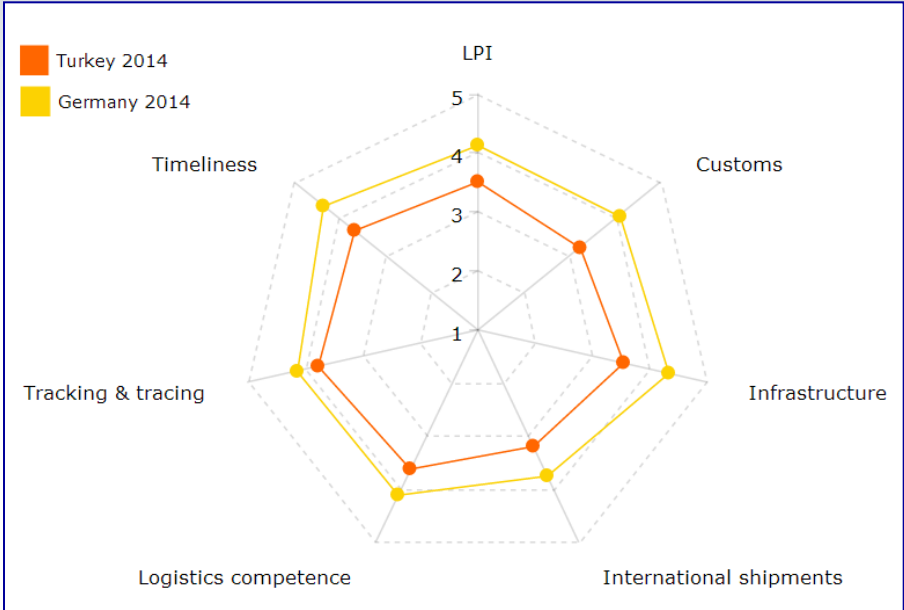 Turkey 2014
Germany 2014
LPI
5
4
3
2
1
Timeliness
Customs
Tracking & tracing
Infrastructure
Logistics competence
International shipments